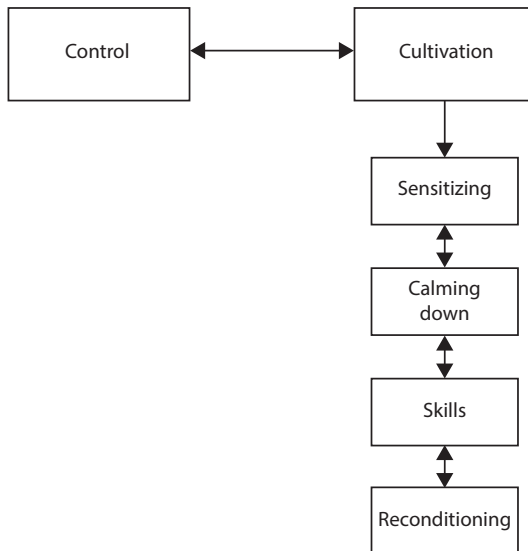 Control
Cultivation
Sensitizing
Calming
down
Skills
Reconditioning